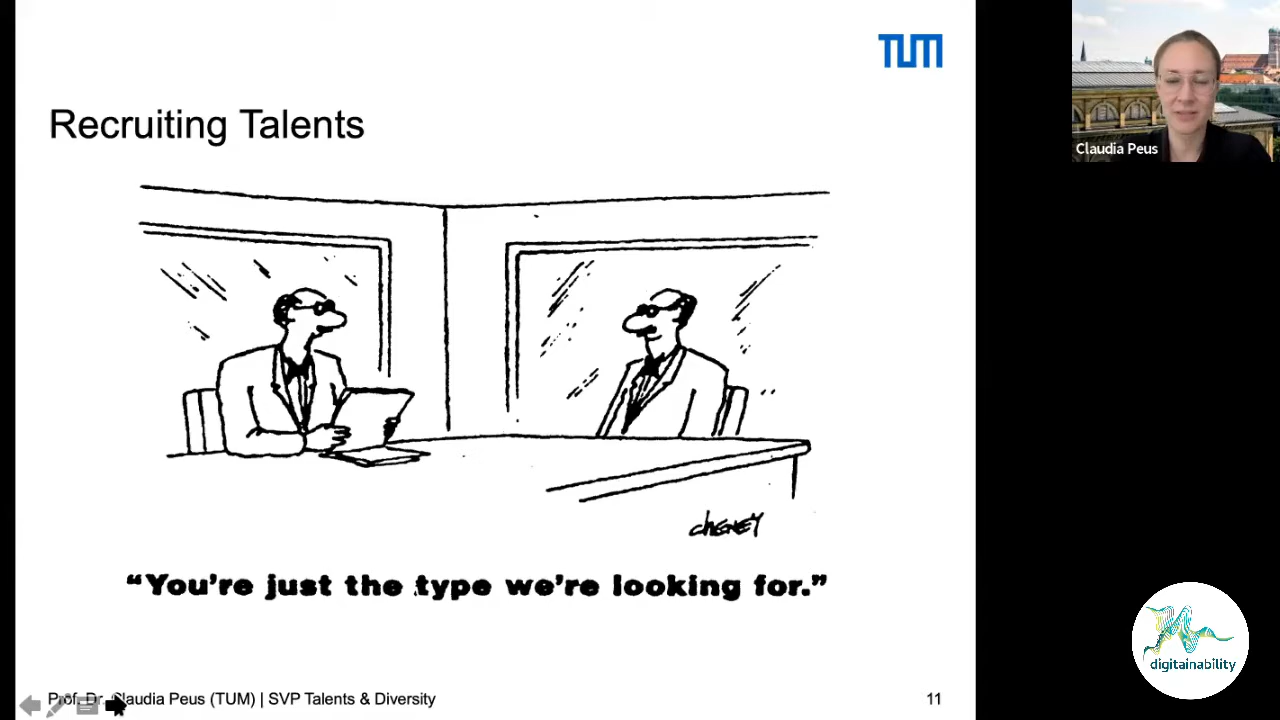 TUM
Recruiting Talents
Claudia Peus
CHENEY
“You’re just the type we’re looking for.”
digitainability
Prof. Dr. Claudia Peus (TUM) | SVP Talents & Diversity
11